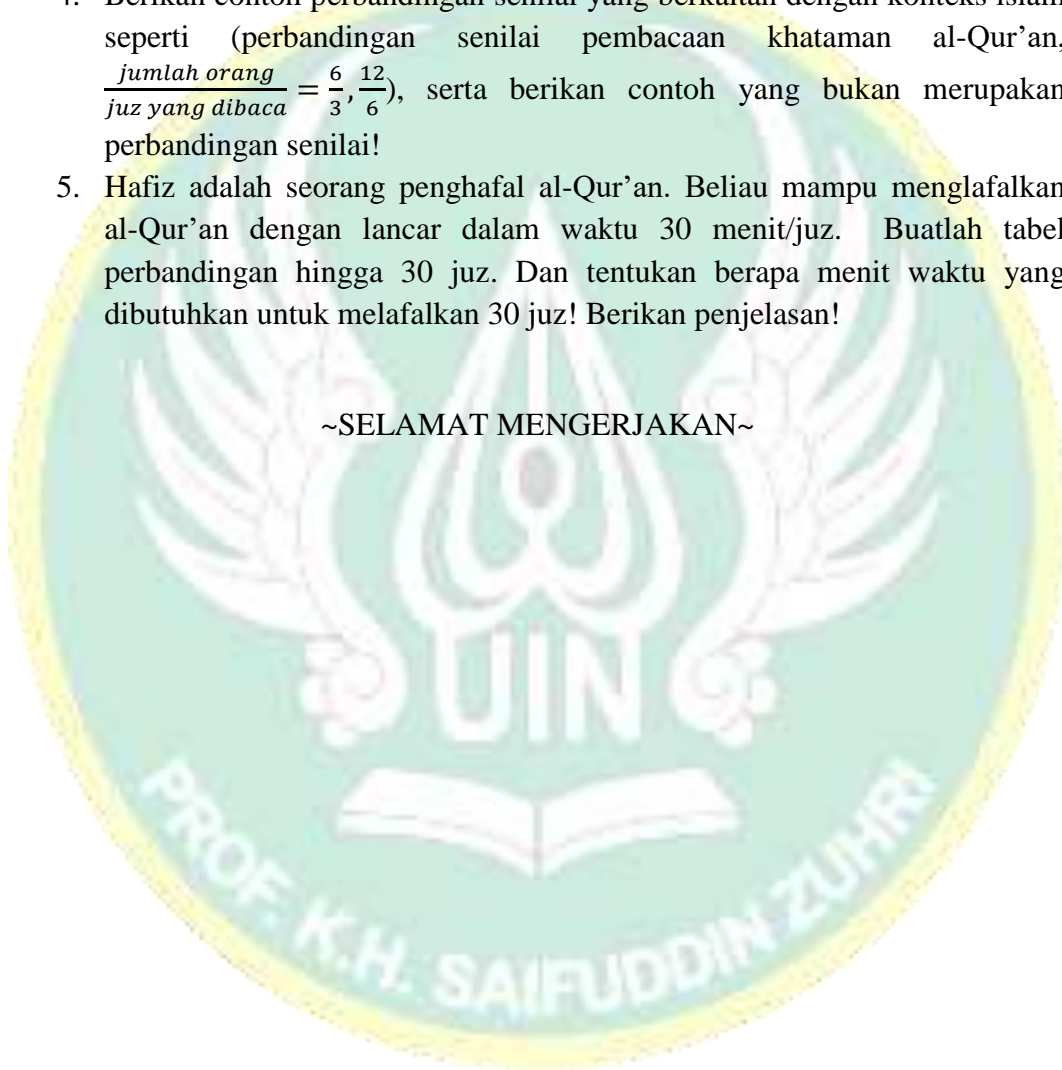 4. Berikan contoh perbandingan senilai yang berkaitan dengan konteks Islam
seperti (perbandingan senilai pembacaan khataman al-Qur’an,
jumlah orang / juz yang dibaca = 6/3, 12/6), serta berikan contoh yang bukan merupakan
perbandingan senilai!
5. Hafiz adalah seorang penghafal al-Qur’an. Beliau mampu menglafalkan
al-Qur’an dengan lancar dalam waktu 30 menit/juz. Buatlah tabel
perbandingan hingga 30 juz. Dan tentukan berapa menit waktu yang
dibutuhkan untuk melafalkan 30 juz! Berikan penjelasan!
~SELAMAT MENGERJAKAN~
UIN
PROF. K.H. SAIFUDDIN ZUHRI